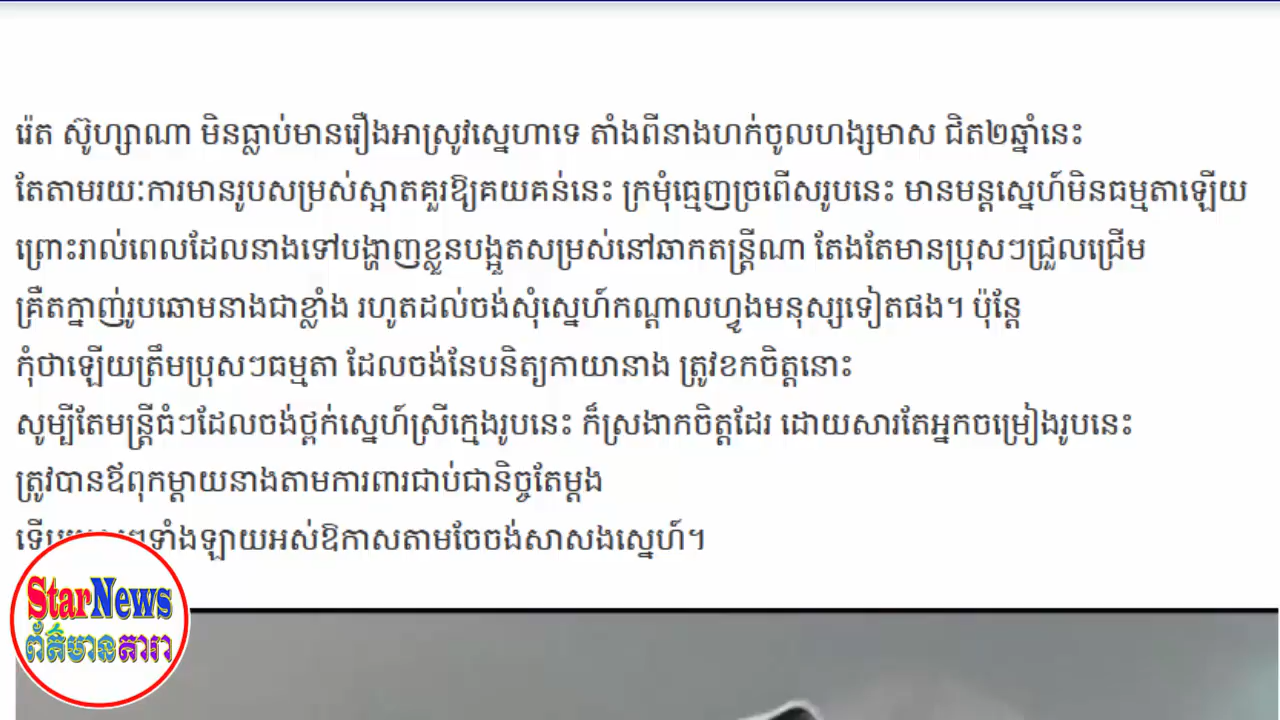 រ៉េត ស៊ូហ្សាណា មិនធ្លាប់មានរឿងអាស្រូវស្នេហាទេ តាំងពីនាងហក់ចូលហង្សមាស ជិត២ឆ្នាំនេះ
តែតាមរយៈការមានរូបសម្រស់ស្អាតគួរឱ្យគយគន់នេះ ក្រមុំធ្មេញច្រពើសរូបនេះ មានមន្តស្នេហ៍មិនធម្មតាឡើយ
ព្រោះរាល់ពេលដែលនាងទៅបង្ហាញខ្លួនបង្អួតសម្រស់នៅឆាកតន្ត្រីណា តែងតែមានប្រុសៗជ្រួលជ្រើម
គ្រឺតក្នាញ់រូបឆោមនាងជាខ្លាំង រហូតដល់ចង់សុំស្នេហ៍កណ្តាលហ្វូងមនុស្សទៀតផង។ ប៉ុន្តែ
កុំថាឡើយត្រឹមប្រុសៗធម្មតា ដែលចង់នែបនិត្យកាយានាង ត្រូវខកចិត្តនោះ
សូម្បីតែមន្ត្រីធំៗដែលចង់ថ្ពក់ស្នេហ៍ស្រីក្មេងរូបនេះ ក៏ស្រងាកចិត្តដែរ ដោយសារតែអ្នកចម្រៀងរូបនេះ
ត្រូវបានឪពុកម្តាយនាងតាមការពារជាប់ជានិច្ចតែម្តង
ទាំងឡាយអស់ឱកាសតាមចែចង់សាសងស្នេហ៍។
StarNews
ព័ត៌មានតារា